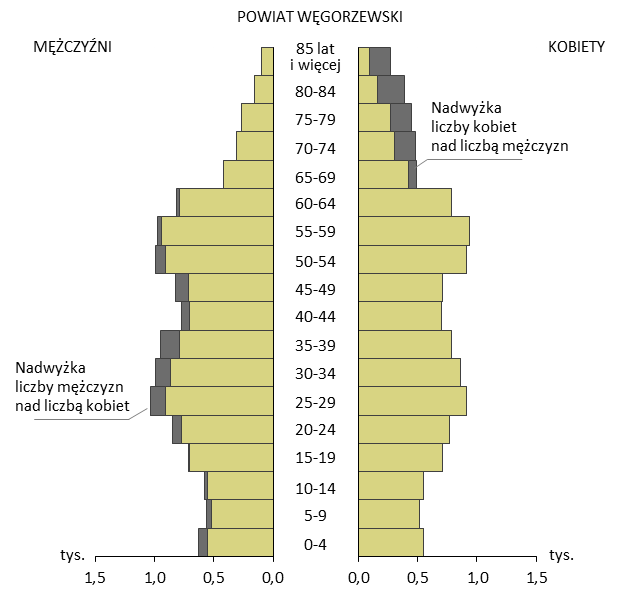 POWIAT WĘGORZEWSKI
MĘŻCZYŹNI
KOBIETY
85 lat
i więcej
80-84
75-79
70-74
65-69
60-64
55-59
50-54
45-49
40-44
35-39
30-34
25-29
20-24
15-19
10-14
5-9
0-4
Nadwyżka
liczby kobiet
nad liczbą mężczyzn
Nadwyżka
liczby mężczyzn
nad liczbą kobiet
tys.
tys.
1,5 1,0 0,5 0,0
0,0 0,5 1,0 1,5